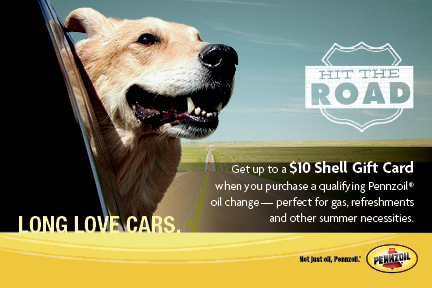 HIT THE
ROAD
Get up to a $10 Shell Gift Card
when you purchase a qualifying Pennzoil®
oil change — perfect for gas, refreshments
and other summer necessities.
LONG LOVE CARS.
Not just oil, Pennzoil.®
PENNZOIL